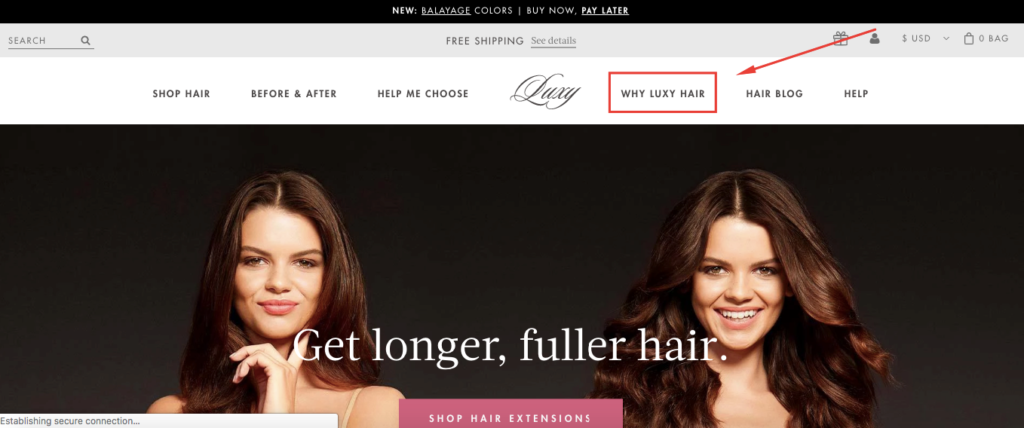 NEW: BALAYAGE COLORS | BUY NOW, PAY LATER
SEARCH
FREE SHIPPING See details
$ USD
0 BAG
SHOP HAIR
BEFORE & AFTER
HELP ME CHOOSE
Luxy
WHY LUXY HAIR
HAIR BLOG
HELP
Get longer, fuller hair.
SHOP HAIR EXTENSIONS
Establishing secure connection...